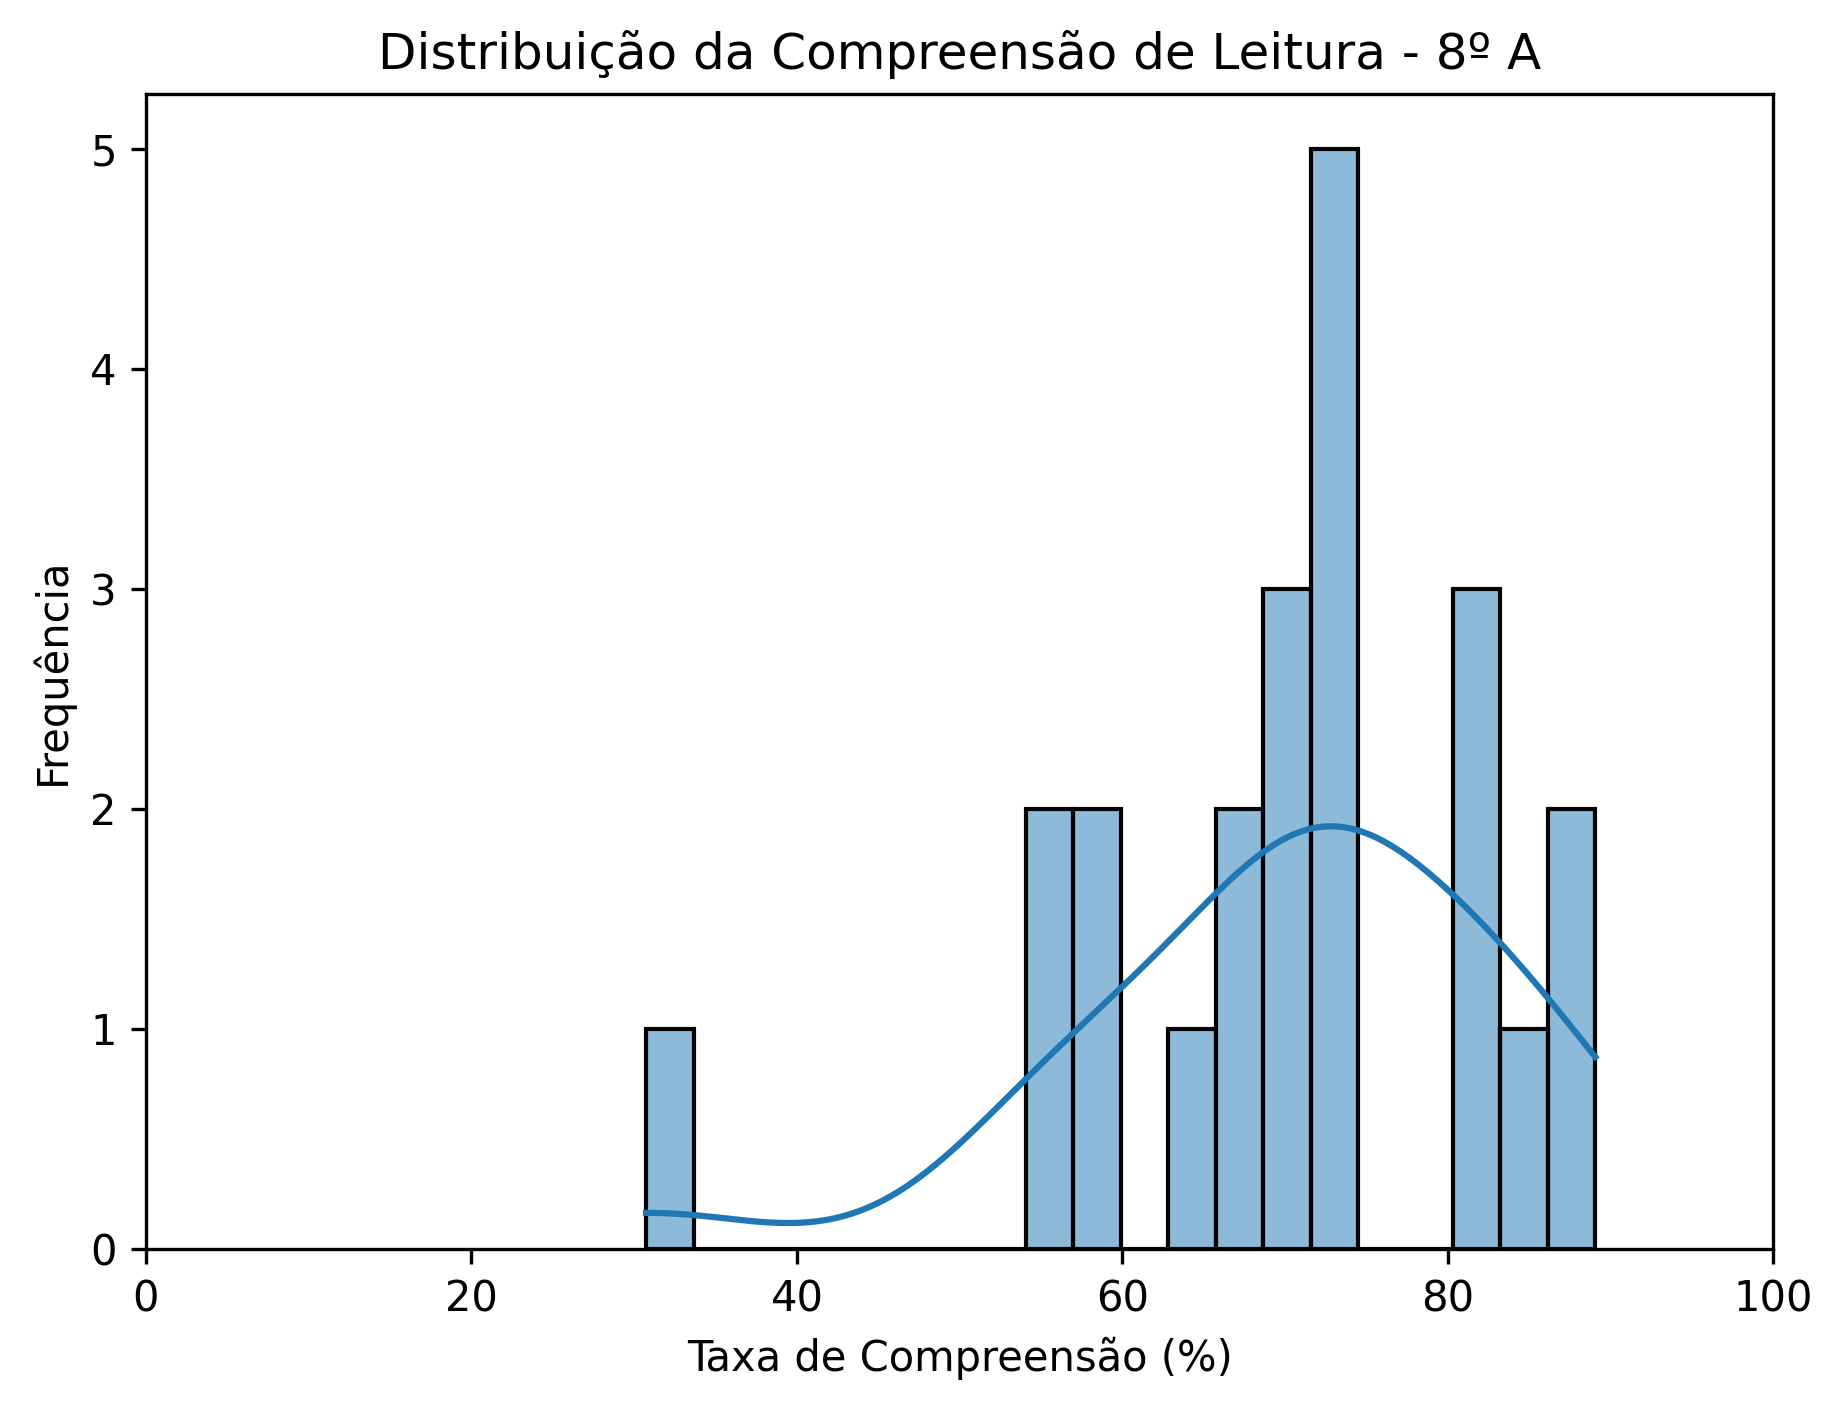 Distribuição da Compreensão de Leitura - 8º A
5
4
3
2
1
0
Frequência
0 20 40 60 80 100
Taxa de Compreensão (%)